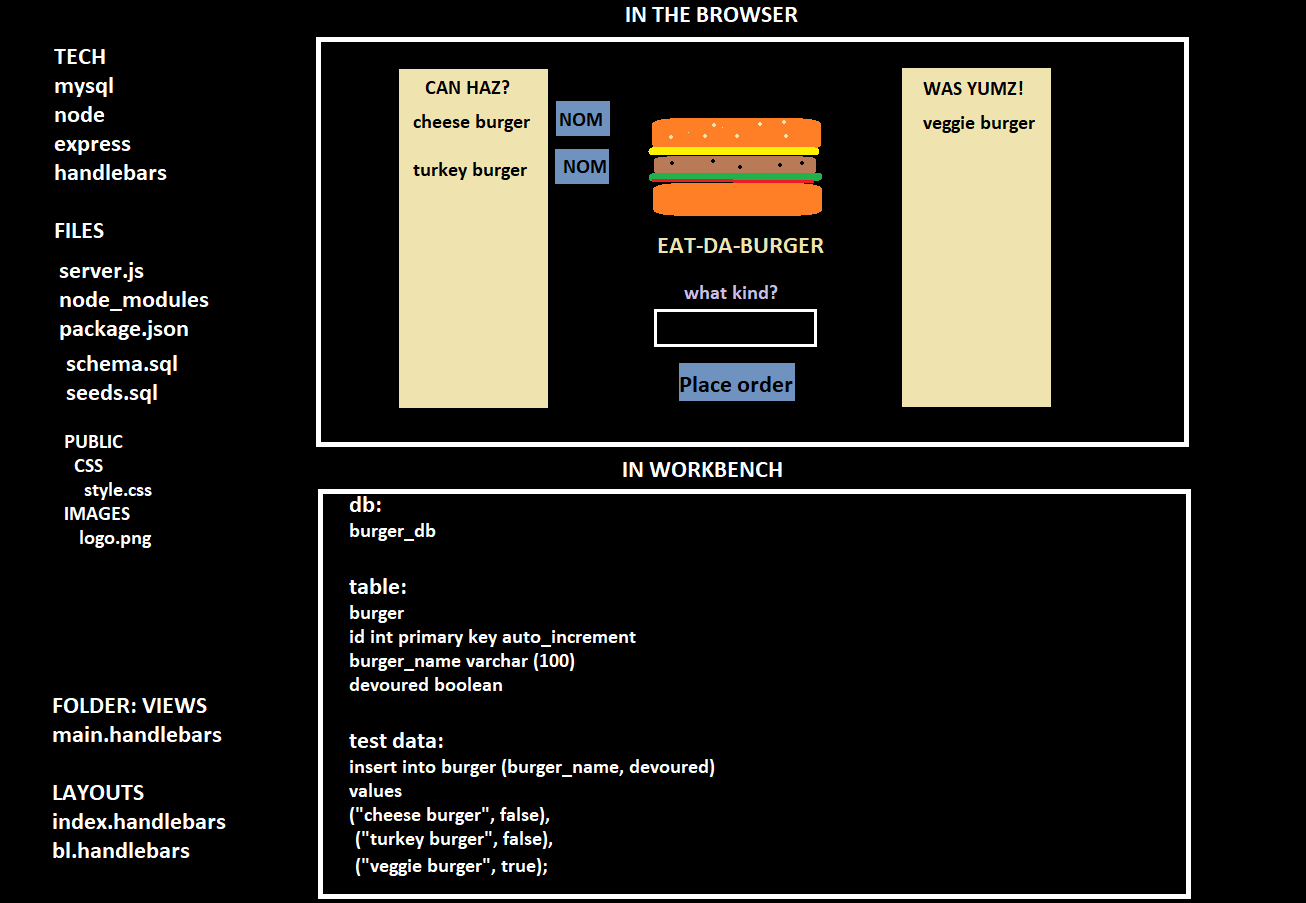 TECH
mysql
node
express
handlebars
FILES
server.js
node_modules
package.json
schema.sql
seeds.sql
PUBLIC
CSS
style.css
IMAGES
logo.png
FOLDER: VIEWS
main.handlebars
LAYOUTS
index.handlebars
bl.handlebars
IN THE BROWSER
CAN HAZ?
cheese burger
NOM
turkey burger
NOM
EAT-DA-BURGER
what kind?
Place order
WAS YUMZ!
veggie burger
IN WORKBENCH
db:
burger_db
table:
burger
id int primary key auto_increment
burger_name varchar (100)
devoured boolean
test data:
insert into burger (burger_name, devoured)
values
("cheese burger", false),
("turkey burger", false),
("veggie burger", true);